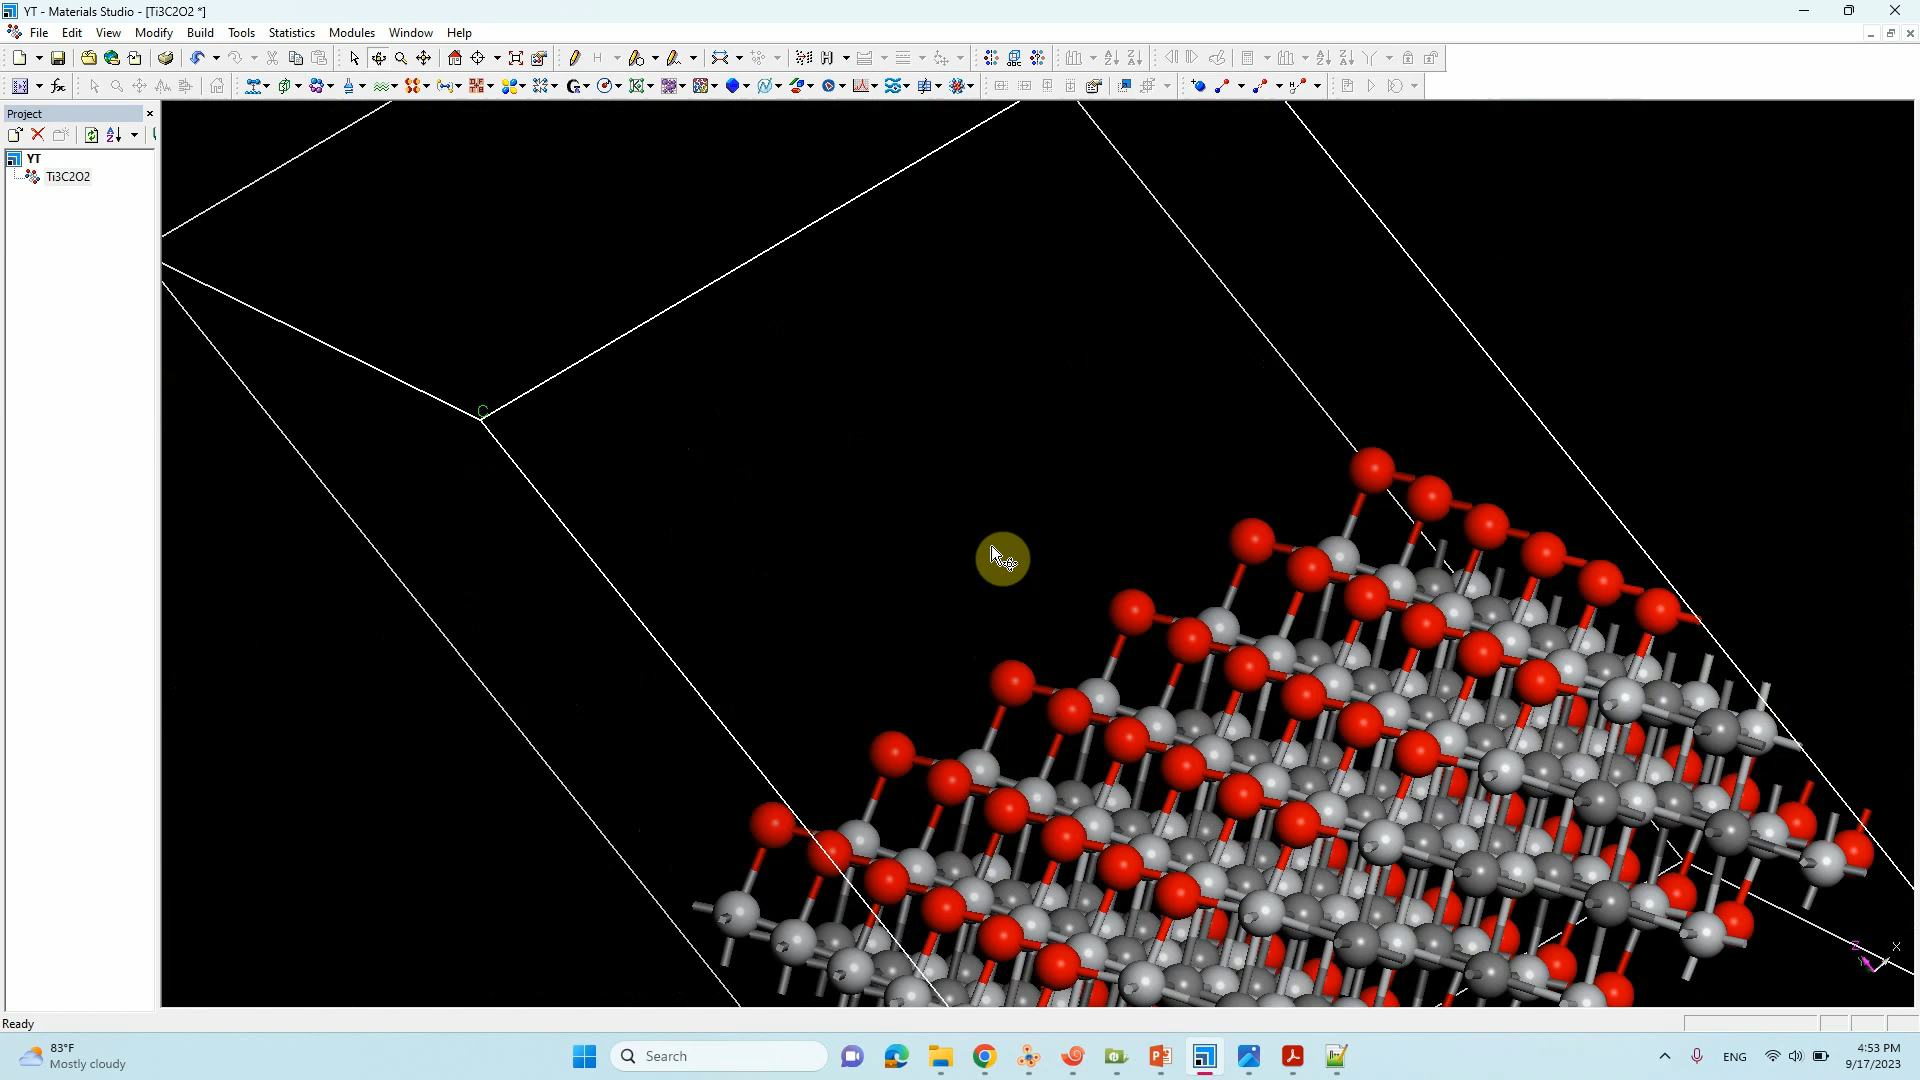 YT - Materials Studio - [Ti3C2O2 *]
File Edit View Modify Build Tools Statistics Modules Window Help
Project
YT
Ti3C2O2
C
Z X
Ready
83°F
Mostly cloudy
Search
ENG
4:53 PM
9/17/2023